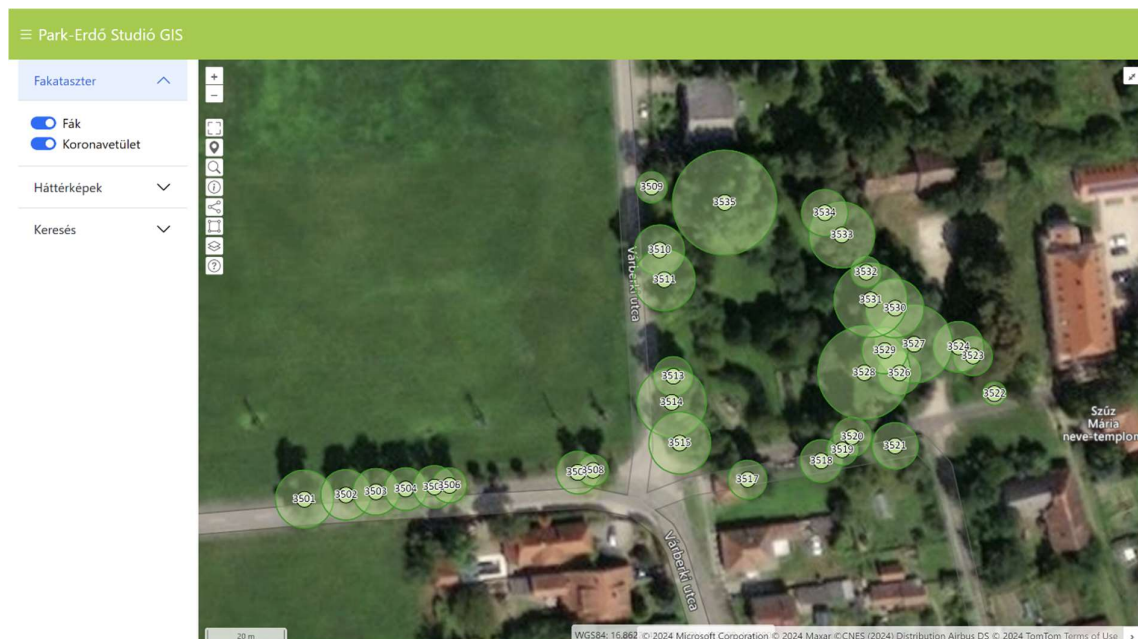 Park-Erdő Studió GIS
Fakataszter
Fák
Koronavetület
Háttérképek
Keresés
3509
3535
3534
3533
3510
3511
3532
3531
3530
3527
3529
3524
3523
3528
3526
3522
3513
3514
3515
3520
3519
3521
3518
3517
3508
3501
3502
3503
3504
3506
Várberki utca
Várberki utca
Szűz
Mária
neve-templom
20 m
WGS84: 16.862
© 2024 Microsoft Corporation © 2024 Maxar ©CNES (2024) Distribution Airbus DS © 2024 TomTom Terms of Use